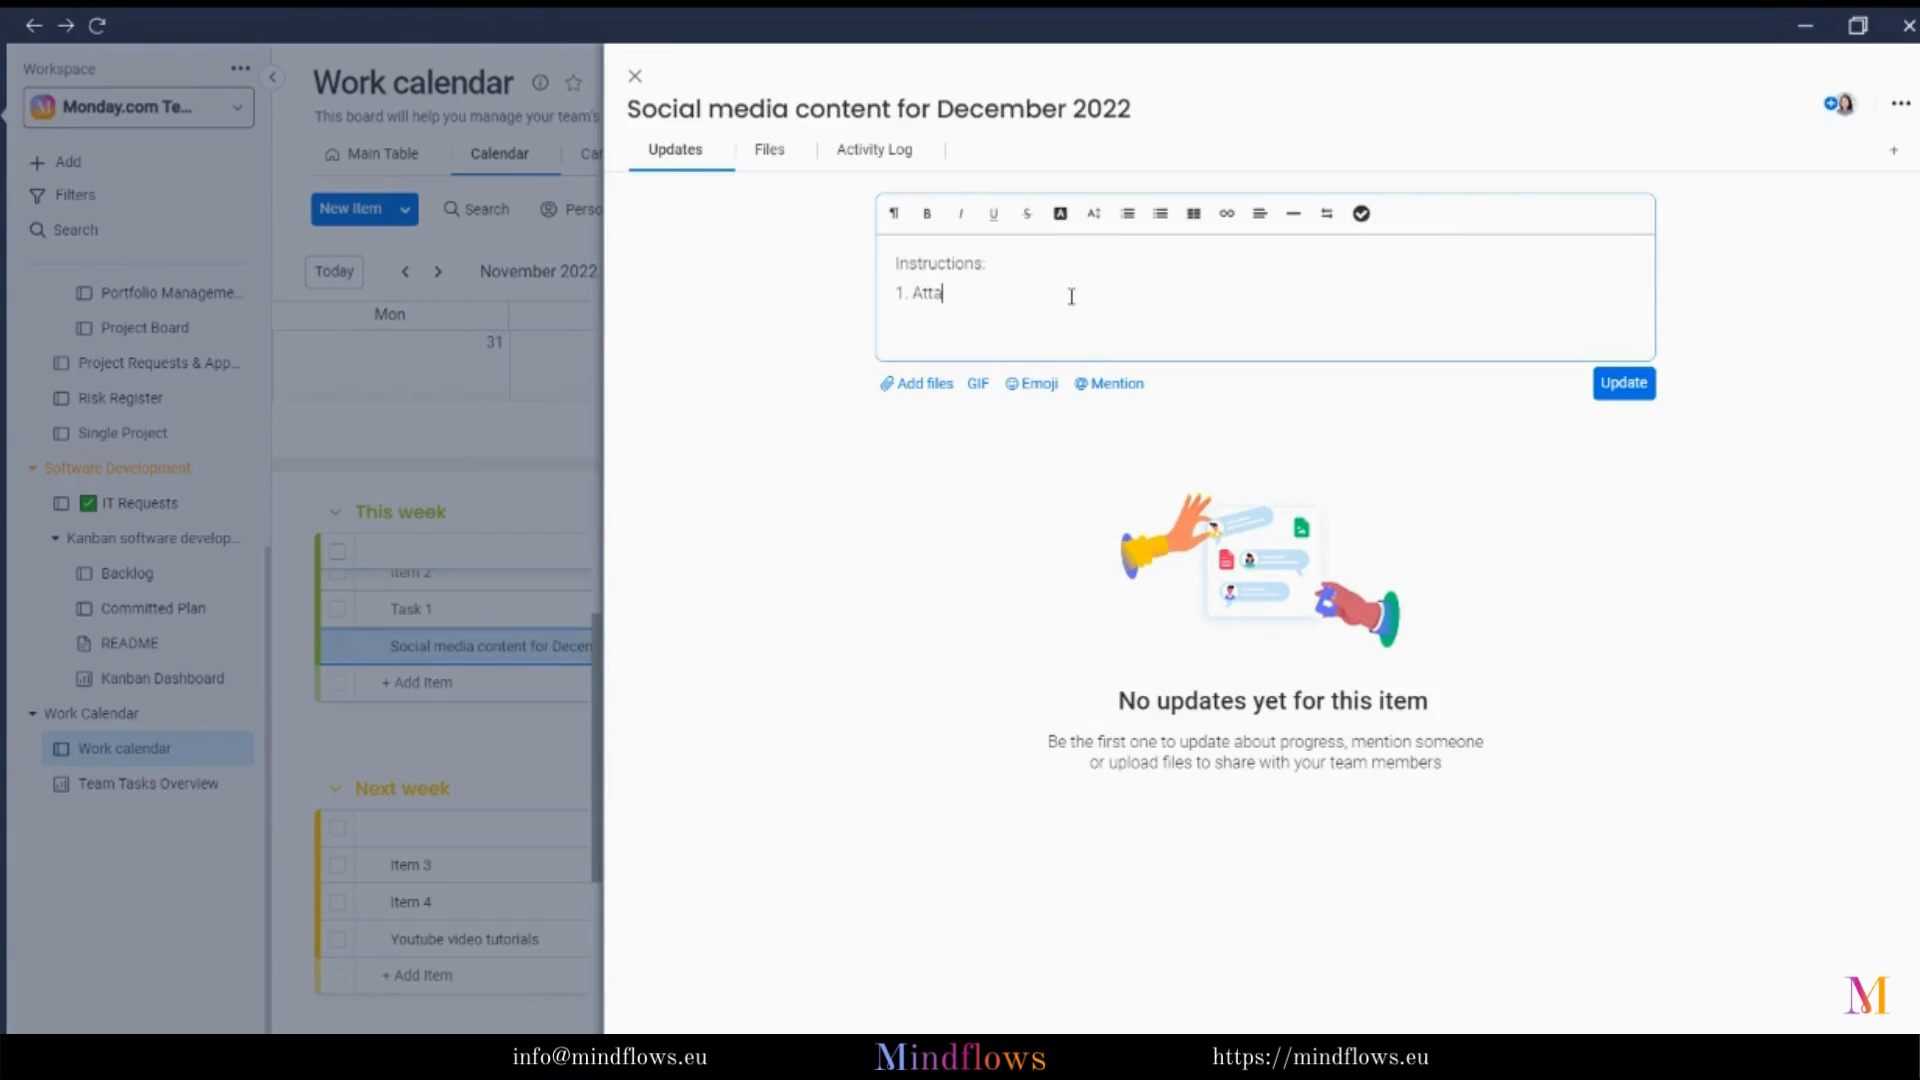 Workspace
Monday.com Te...
Add
Filters
Search
Portfolio Manageme...
Project Board
Project Requests & App...
Risk Register
Single Project
Software Development
IT Requests
Kanban software develop...
Backlog
Committed Plan
README
Kanban Dashboard
Work Calendar
Work calendar
Team Tasks Overview
Work calendar
This board will help you manage your team's
Main Table
Calendar
Car
New Item
Search
Perso
Today
November 2022
Mon
31
This week
Item 2
Task 1
Social media content for Decem
+ Add Item
Next week
Item 3
Item 4
Youtube video tutorials
+ Add Item
Social media content for December 2022
Updates
Files
Activity Log
Instructions:
1. Atta
Add files
GIF
Emoji
Mention
Update
No updates yet for this item
Be the first one to update about progress, mention someone
or upload files to share with your team members
M
info@mindflows.eu
Mindflows
https://mindflows.eu